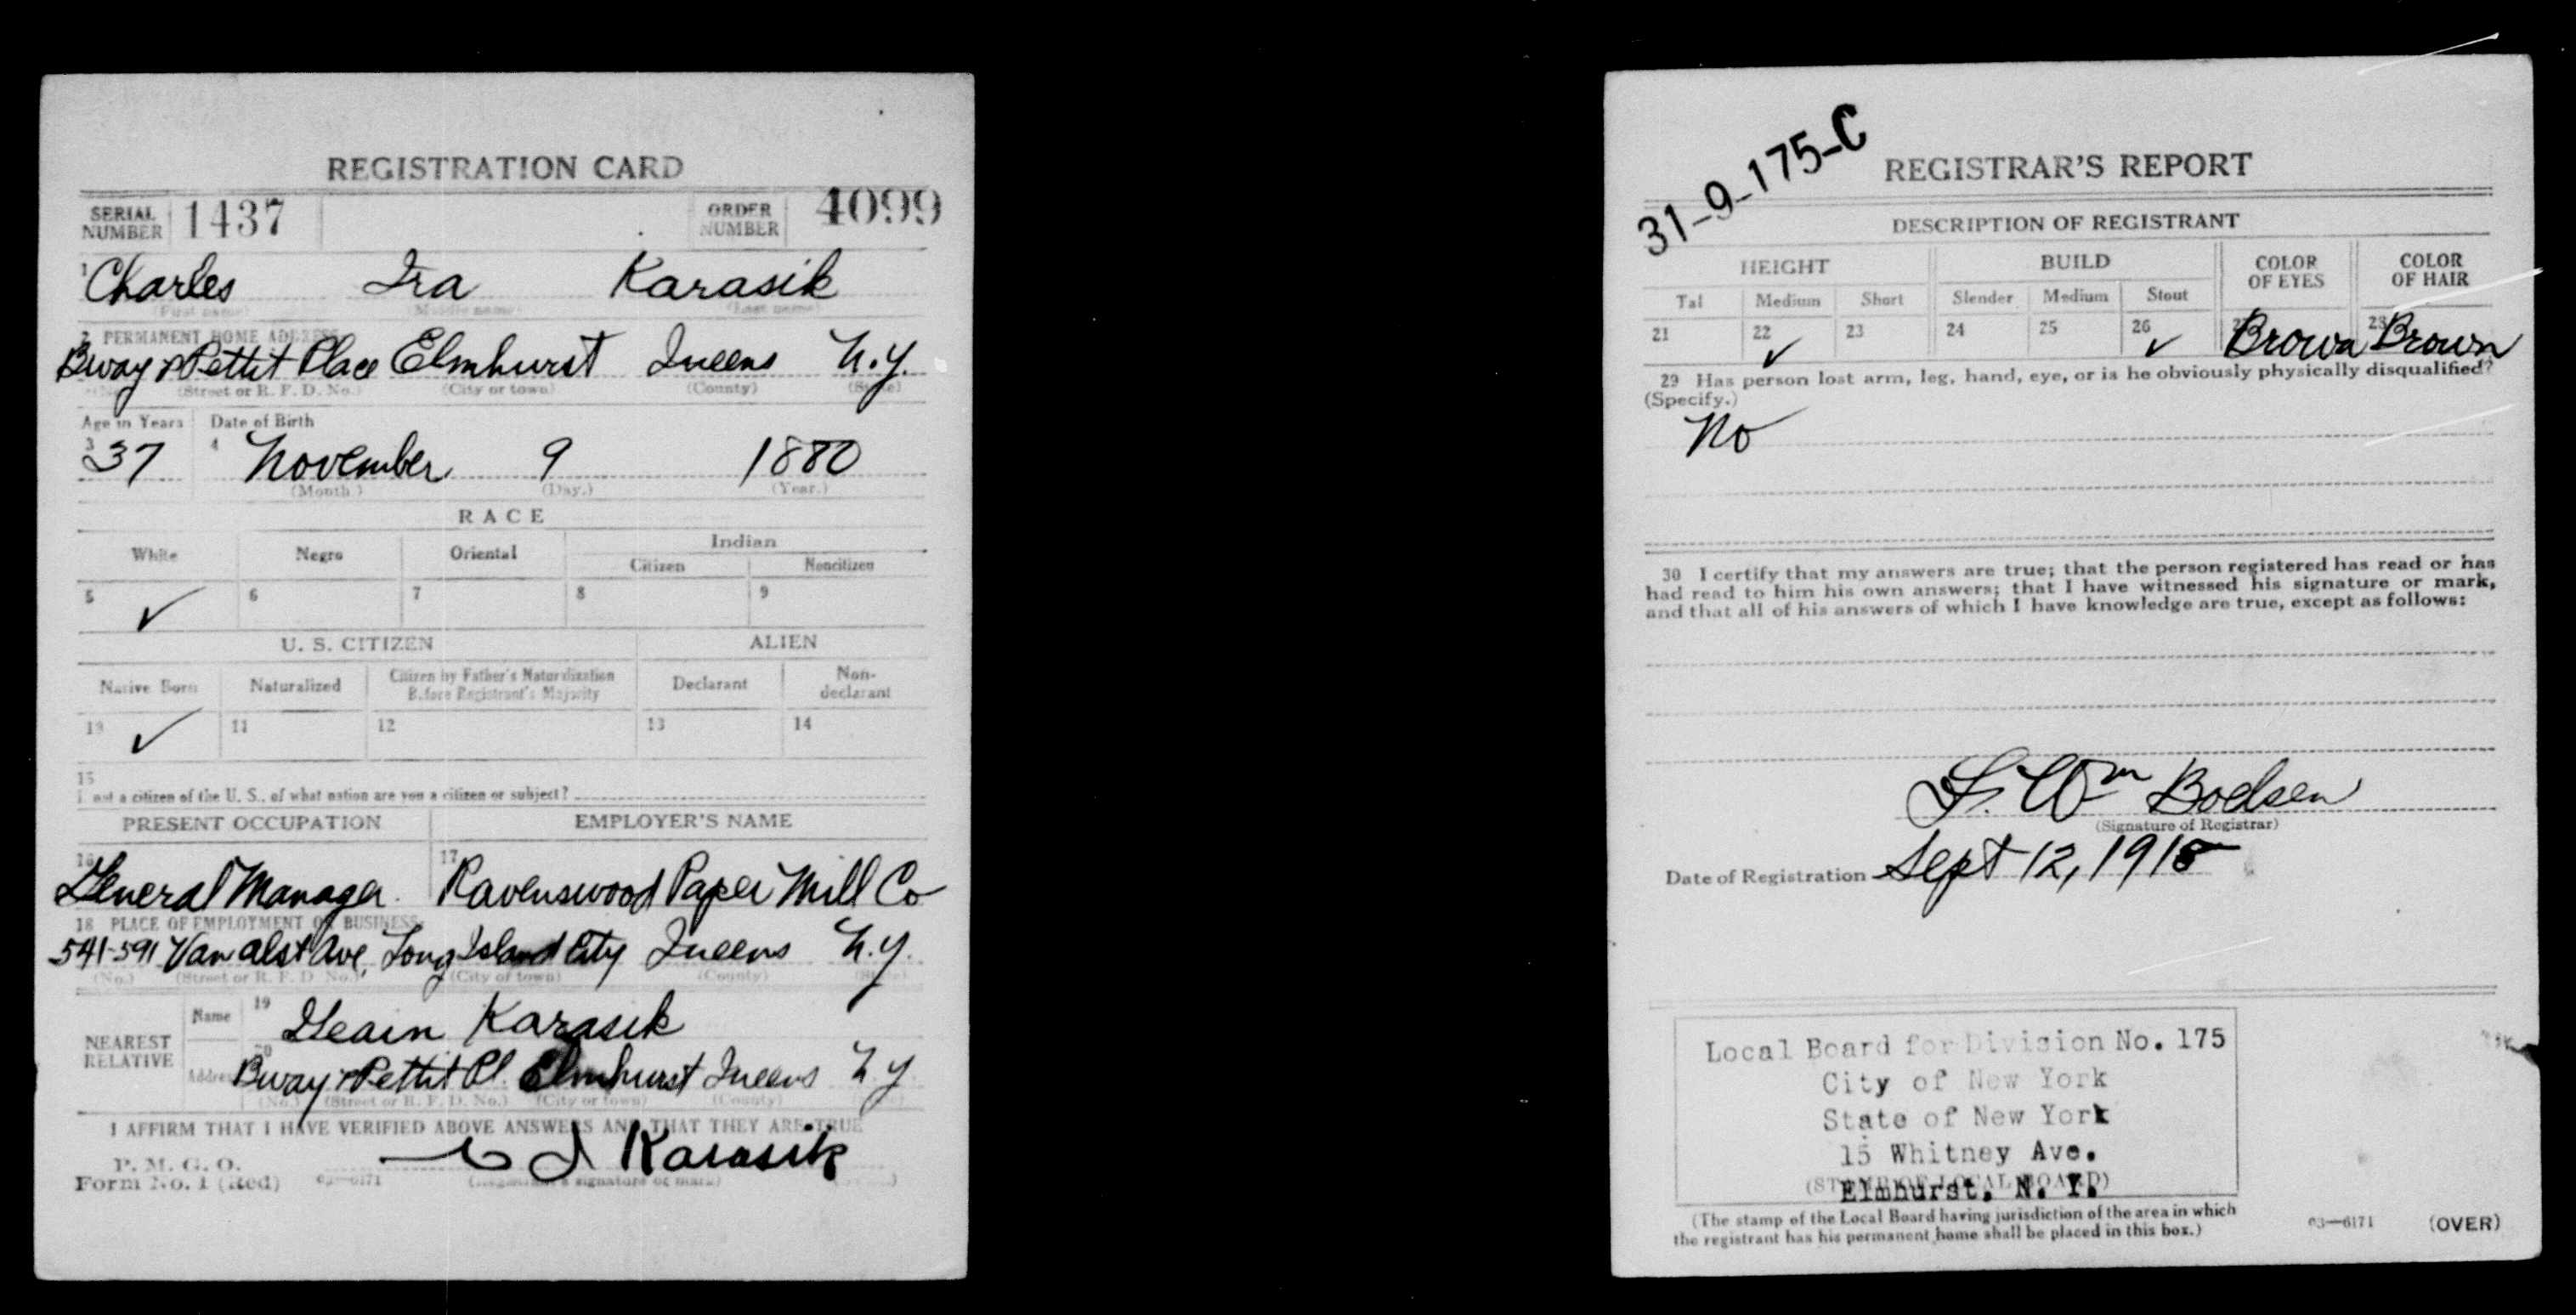 REGISTRATION CARD
SERIAL NUMBER 1437 ORDER NUMBER 4099
1 Charles Ira Karasik
(First name) (Middle name) (Last name)
2 PERMANENT HOME ADDRESS
Bway & Pettit Place Elmhurst Queens N.Y.
(No.) (Street or R. F. D. No.) (City or town) (County) (State)
Age in Years Date of Birth
3 37 4 November 9 1880
(Month.) (Day.) (Year.)
RACE
White Negro Oriental Indian
Citizen Noncitizen
5 ✓ 6 7 8 9
U. S. CITIZEN ALIEN
Native Born Naturalized Citizen by Father's Naturalization Before Registrant's Majority Declarant Non-declarant
10 ✓ 11 12 13 14
15
If not a citizen of the U. S., of what nation are you a citizen or subject?
PRESENT OCCUPATION EMPLOYER'S NAME
16 General Manager. 17 Ravenswood Paper Mill Co
18 PLACE OF EMPLOYMENT OR BUSINESS
541-591 Van alst Ave, Long Island City Queens N.Y.
(No.) (Street or R. F. D. No.) (City or town) (County) (State)
NEAREST RELATIVE Name 19 Karasik
Address 20 Bway & Pettit Pl. Elmhurst Queens N Y
(No.) (Street or R. F. D. No.) (City or town) (County) (State)
I AFFIRM THAT I HAVE VERIFIED ABOVE ANSWERS AND THAT THEY ARE TRUE
P. M. G. O.
Form No. 1 (Red) 03—6171 C I Karasik
(Registrant's signature or mark)
31-9-175-C
REGISTRAR'S REPORT
DESCRIPTION OF REGISTRANT
HEIGHT BUILD COLOR OF EYES COLOR OF HAIR
Tal Medium Short Slender Medium Stout
21 22 ✓ 23 24 25 26 ✓ 27 Brown 28 Brown
29 Has person lost arm, leg, hand, eye, or is he obviously physically disqualified?
(Specify.)
No
30 I certify that my answers are true; that the person registered has read or has
had read to him his own answers; that I have witnessed his signature or mark,
and that all of his answers of which I have knowledge are true, except as follows:
Wm Bodsen
(Signature of Registrar)
Date of Registration Sept 12, 1918
Local Board for Division No. 175
City of New York
State of New York
15 Whitney Ave.
(STAMP OF LOCAL BOARD)
Elmhurst, N. Y.
(The stamp of the Local Board having jurisdiction of the area in which
the registrant has his permanent home shall be placed in this box.)
03—6171 (OVER)